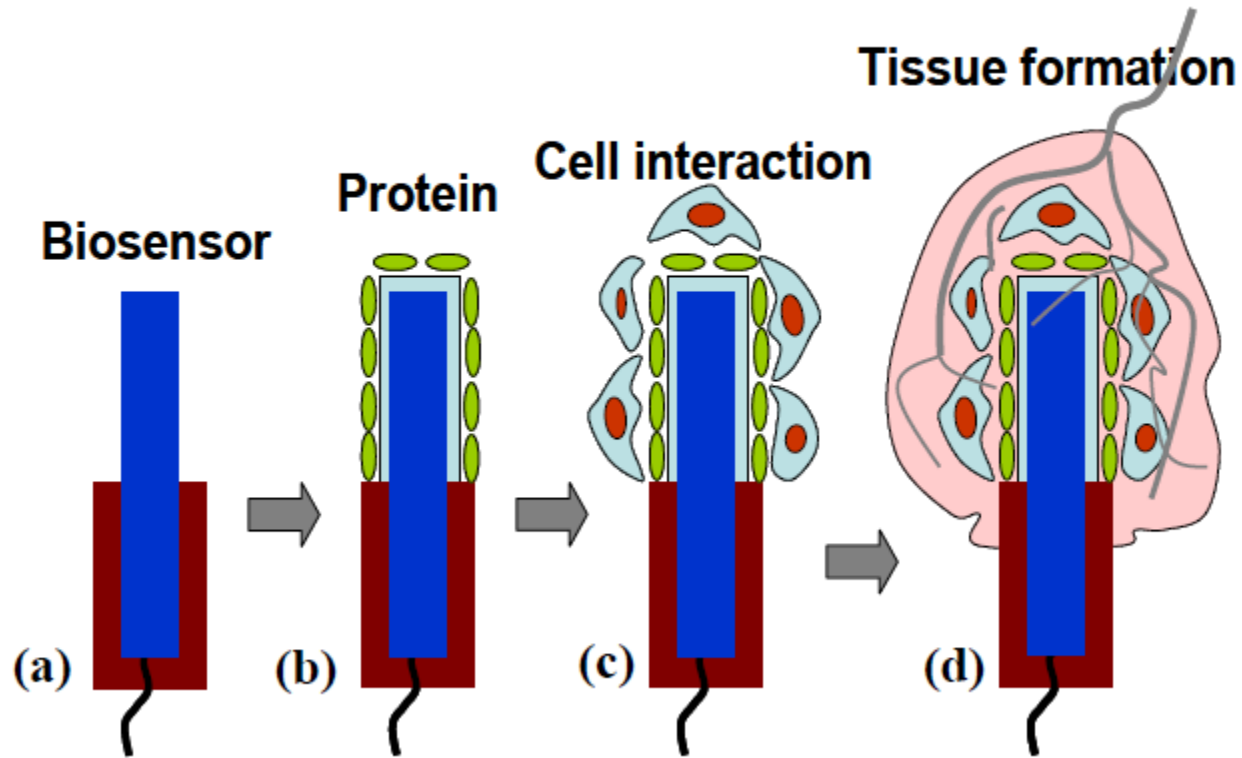 Tissue formation
Cell interaction
Protein
Biosensor
(a)
(b)
(c)
(d)